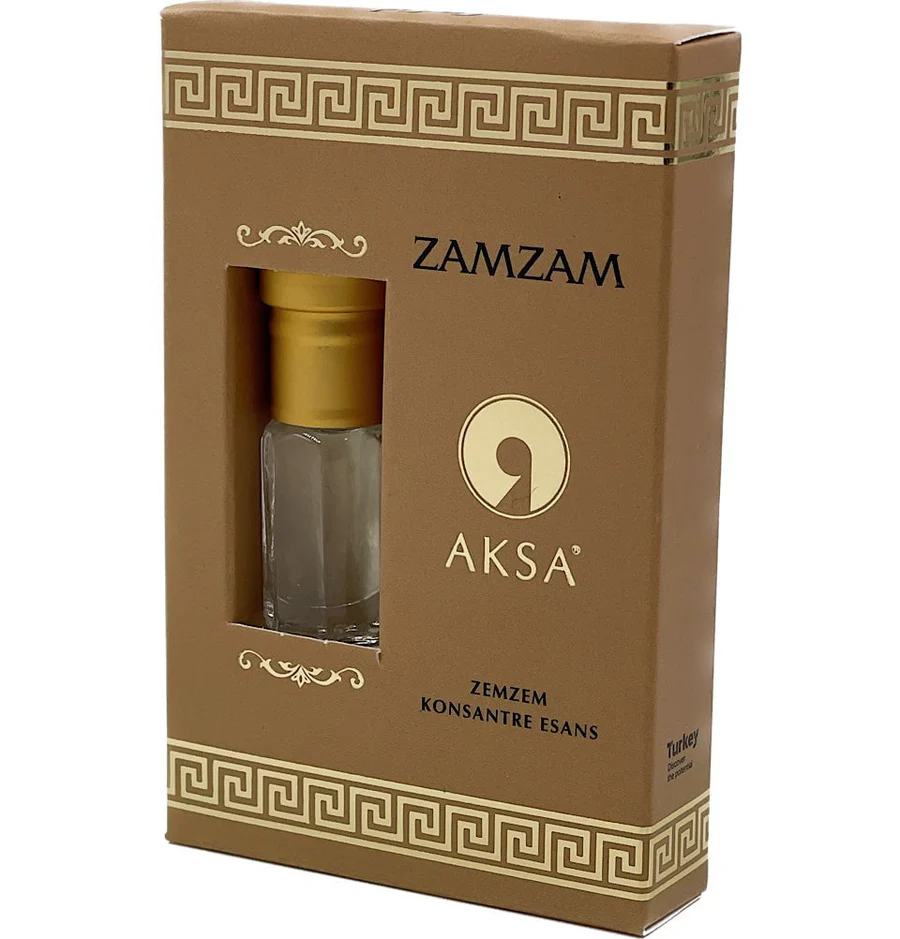 ZAMZAM
AKSA®
ZEMZEM
KONSANTRE ESANS
Turkey
Discover
the potential